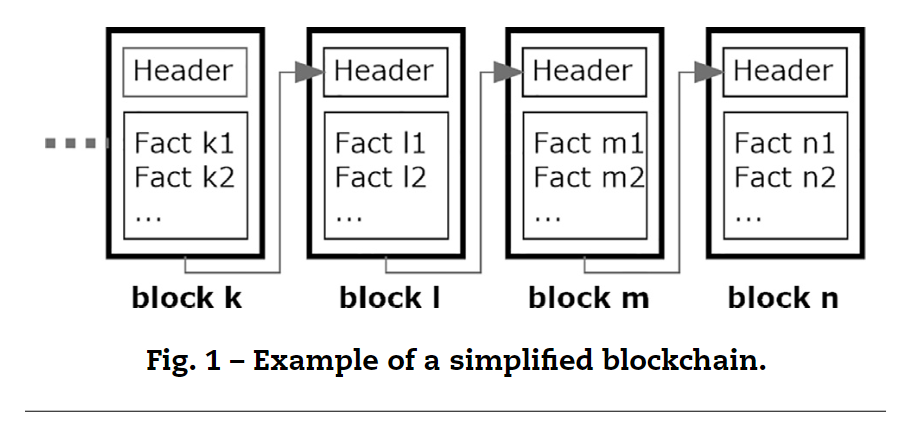 Header
Fact k1
Fact k2
...
block k
Header
Fact l1
Fact l2
...
block l
Header
Fact m1
Fact m2
...
block m
Header
Fact n1
Fact n2
...
block n
Fig. 1 – Example of a simplified blockchain.